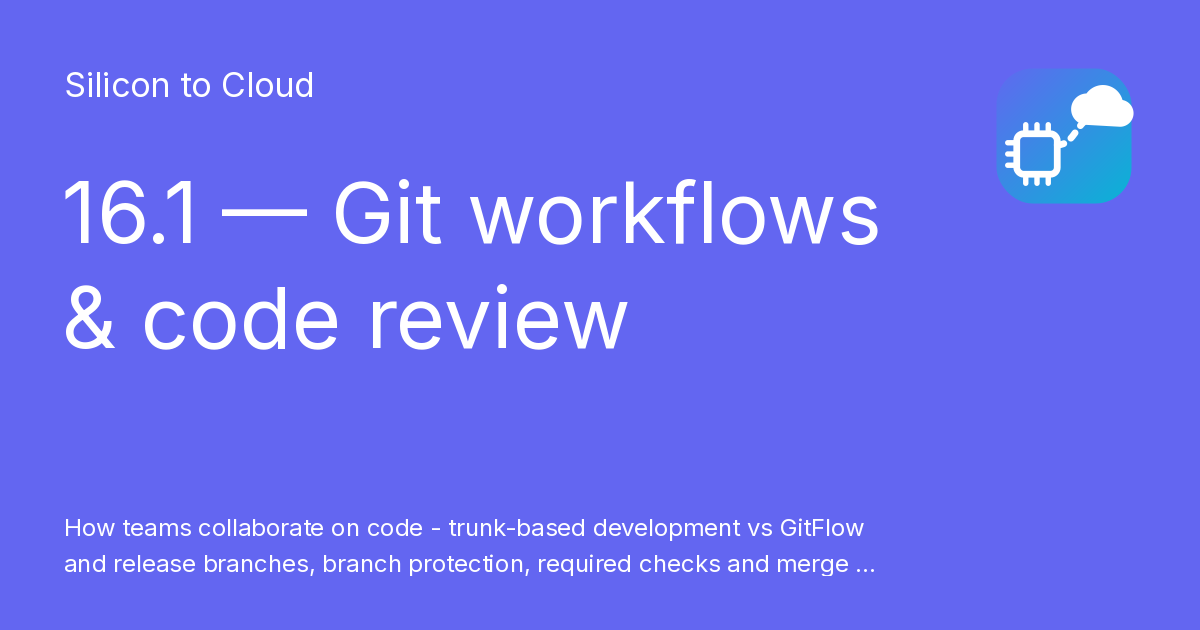 Silicon to Cloud
16.1 — Git workflows
& code review
How teams collaborate on code - trunk-based development vs GitFlow
and release branches, branch protection, required checks and merge ...